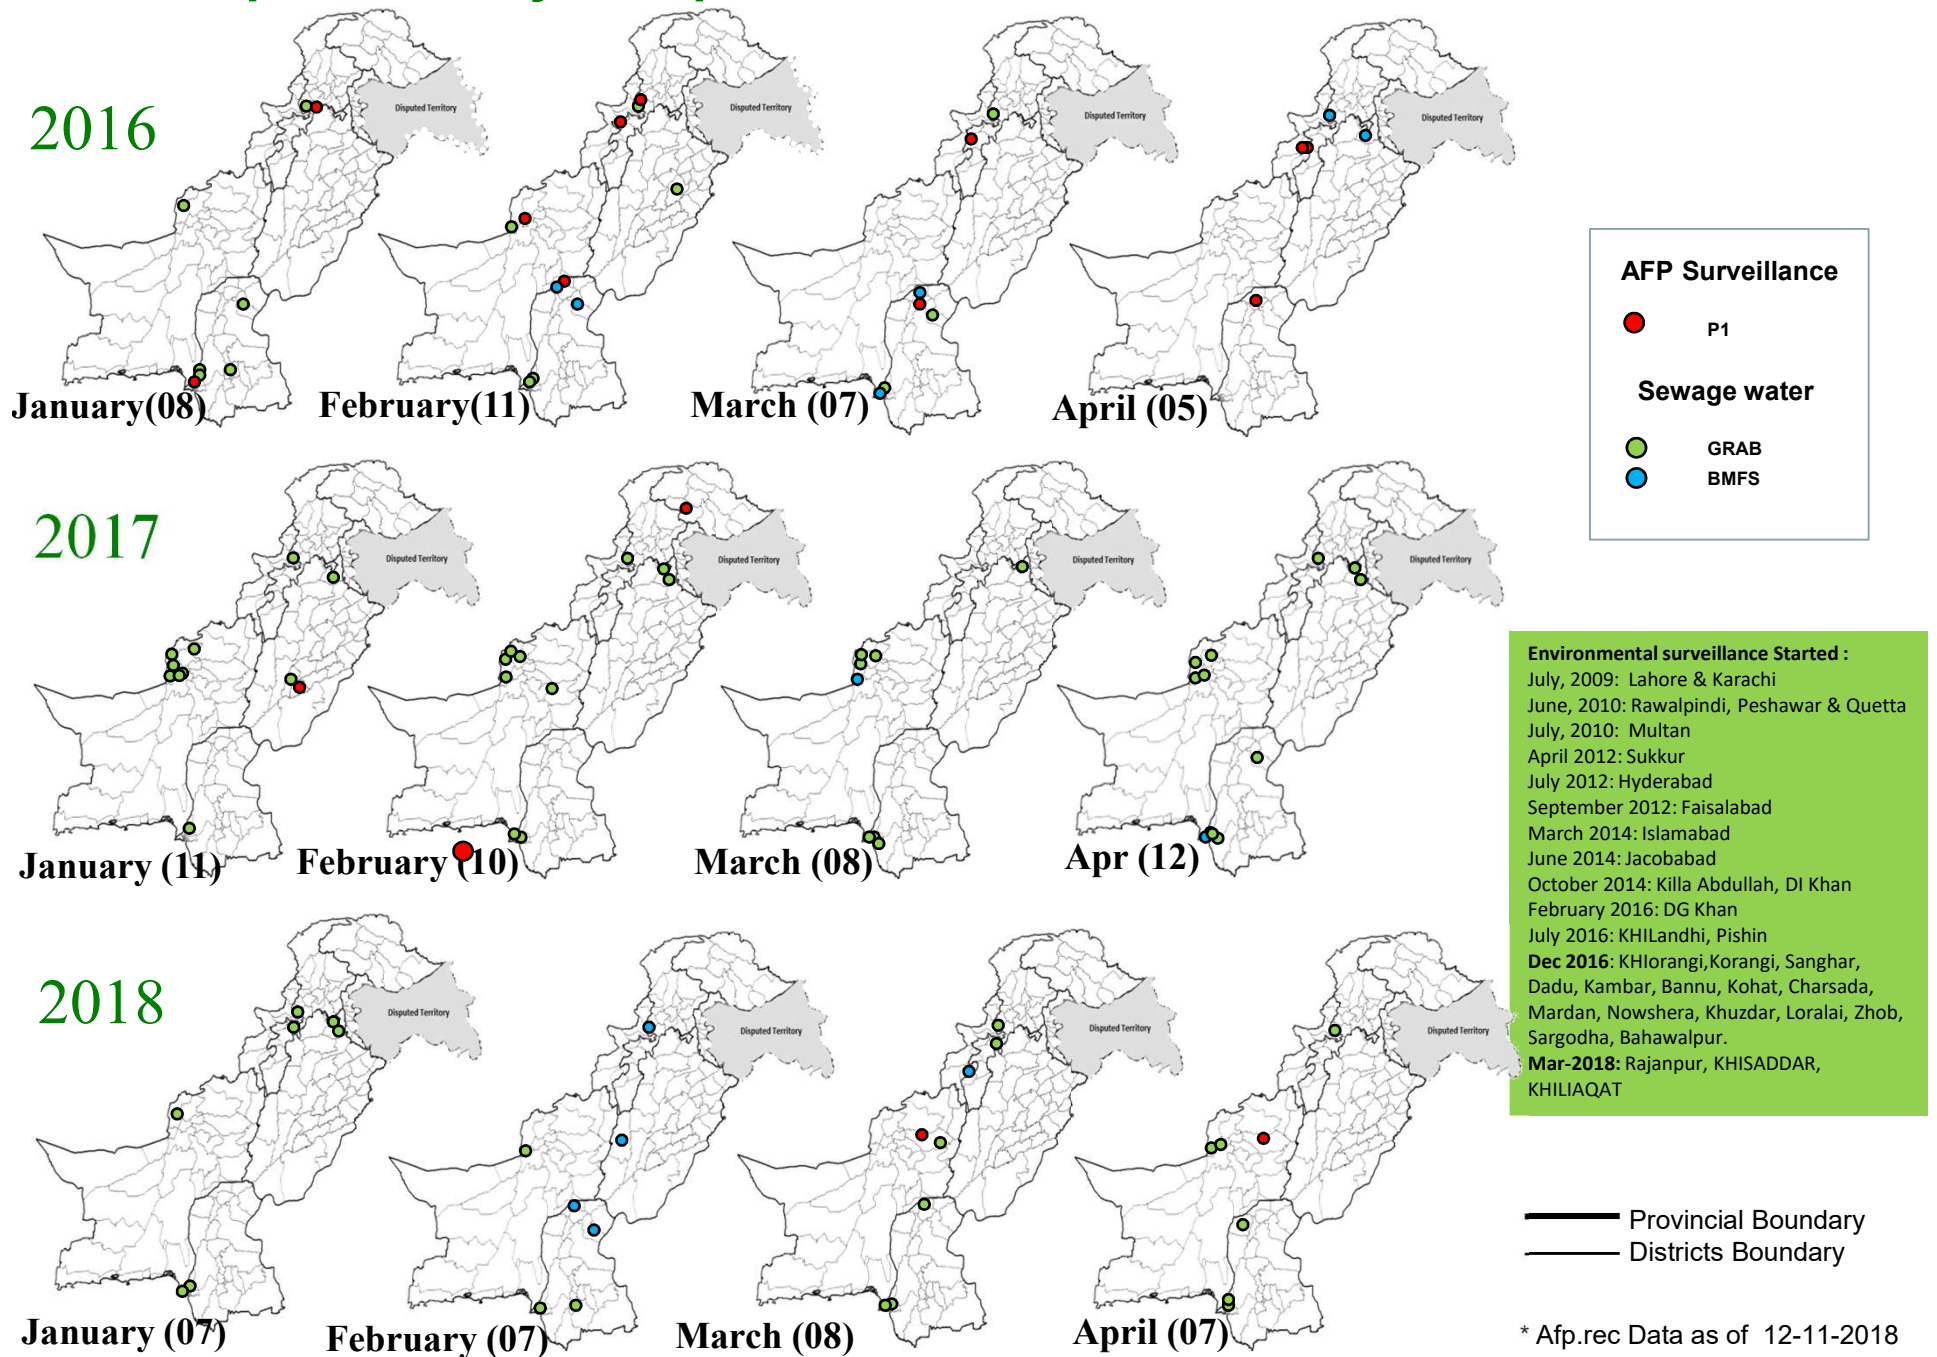 2016
Disputed Territory
Disputed Territory
Disputed Territory
Disputed Territory
January(08)
February(11)
March (07)
April (05)
AFP Surveillance
P1
Sewage water
GRAB
BMFS
2017
Disputed Territory
Disputed Territory
Disputed Territory
Disputed Territory
January (11)
February (10)
March (08)
Apr (12)
Environmental surveillance Started :
July, 2009: Lahore & Karachi
June, 2010: Rawalpindi, Peshawar & Quetta
July, 2010: Multan
April 2012: Sukkur
July 2012: Hyderabad
September 2012: Faisalabad
March 2014: Islamabad
June 2014: Jacobabad
October 2014: Killa Abdullah, DI Khan
February 2016: DG Khan
July 2016: KHILandhi, Pishin
Dec 2016: KHIorangi,Korangi, Sanghar,
Dadu, Kambar, Bannu, Kohat, Charsada,
Mardan, Nowshera, Khuzdar, Loralai, Zhob,
Sargodha, Bahawalpur.
Mar-2018: Rajanpur, KHISADDAR,
KHILIAQAT
2018
Disputed Territory
Disputed Territory
Disputed Territory
Disputed Territory
January (07)
February (07)
March (08)
April (07)
Provincial Boundary
Districts Boundary
* Afp.rec Data as of 12-11-2018